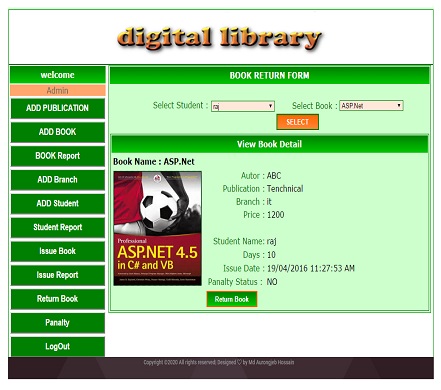 digital library
welcome
Admin
ADD PUBLICATION
ADD BOOK
BOOK Report
ADD Branch
ADD Student
Student Report
Issue Book
Issue Report
Return Book
Panalty
LogOut
BOOK RETURN FORM
Select Student : raj Select Book : ASP.Net
SELECT
View Book Detail
Book Name : ASP.Net
Professional
ASP.NET 4.5
in C# and VB
Autor : ABC
Publication : Tenchnical
Branch : it
Price : 1200
Student Name: raj
Days : 10
Issue Date : 19/04/2016 11:27:53 AM
Panalty Status : NO
Return Book
Copyright ©2020 All rights reserved| Designed ♡ by Md Aurongjeb Hossain